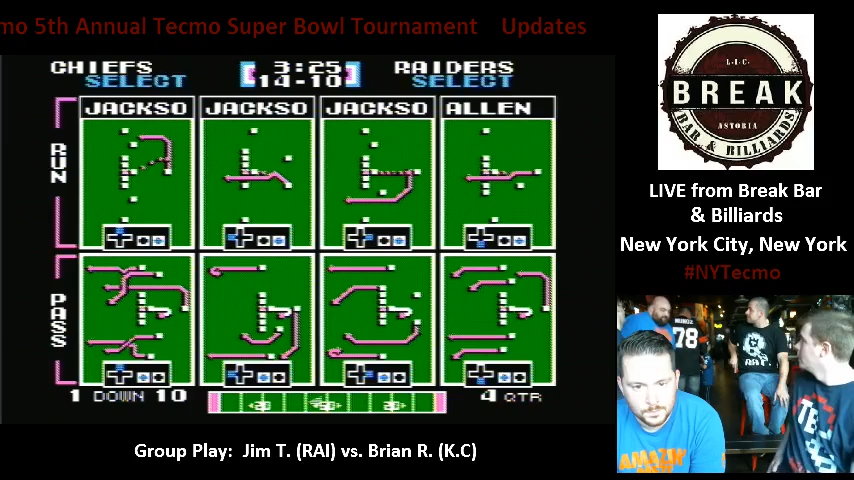 mo 5th Annual Tecmo Super Bowl Tournament Updates
CHIEFS 3:25 RAIDERS
SELECT 14-10 SELECT
JACKSO JACKSO JACKSO ALLEN
RUN
PASS
1 DOWN 10 4 QTR
Group Play: Jim T. (RAI) vs. Brian R. (K.C)
L.I.C.
BREAK
ASTORIA
BAR & BILLIARDS
LIVE from Break Bar
& Billiards
New York City, New York
#NYTecmo
78